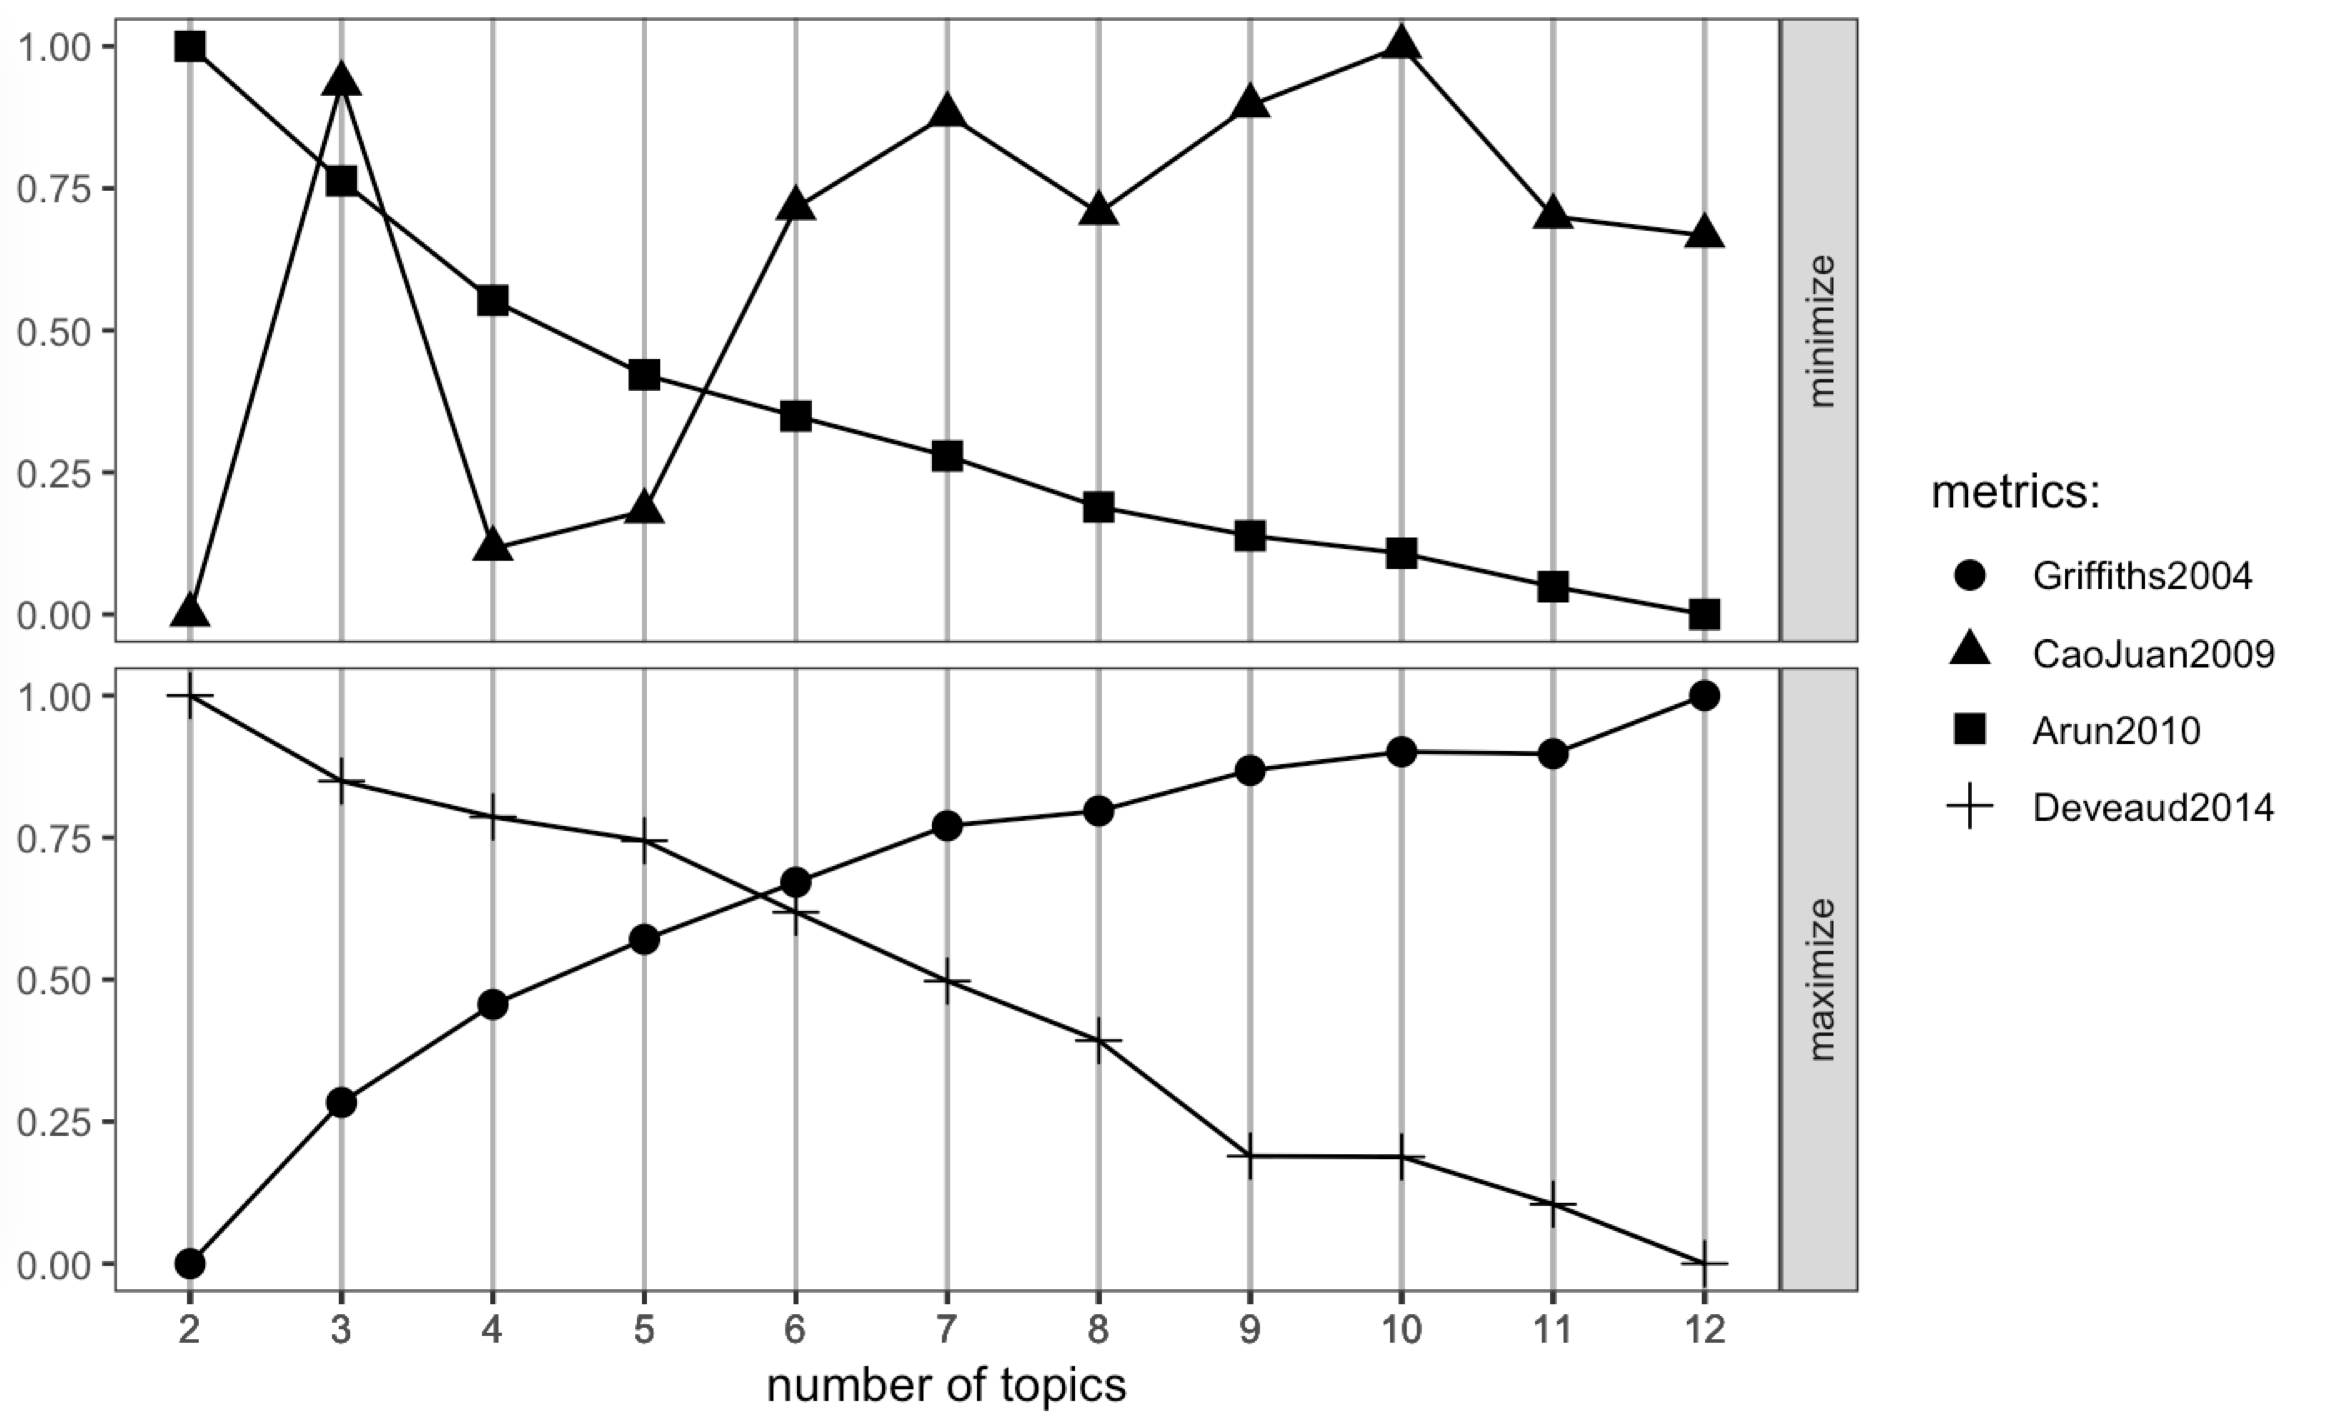 1.00
0.75
0.50
0.25
0.00
minimize
1.00
0.75
0.50
0.25
0.00
maximize
2 3 4 5 6 7 8 9 10 11 12
number of topics
metrics:
Griffiths2004
CaoJuan2009
Arun2010
Deveaud2014